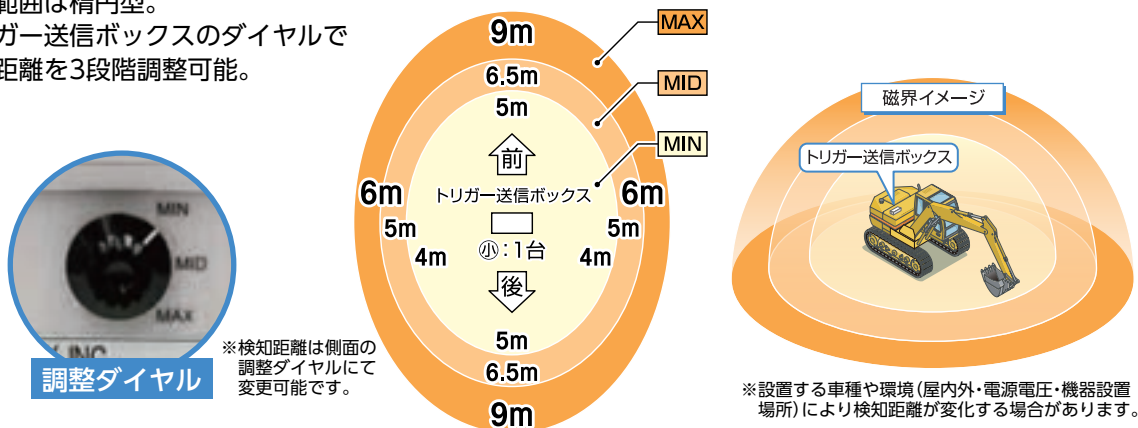 範囲は楕円型。
ガー送信ボックスのダイヤルで
距離を3段階調整可能。
MIN
MID
MAX
INC
調整ダイヤル
※検知距離は側面の
調整ダイヤルにて
変更可能です。
9m
6.5m
5m
前
トリガー送信ボックス
小:1台
後
6m
5m
4m
6m
5m
4m
5m
6.5m
9m
MAX
MID
MIN
磁界イメージ
トリガー送信ボックス
※設置する車種や環境(屋内外・電源電圧・機器設置
場所)により検知距離が変化する場合があります。